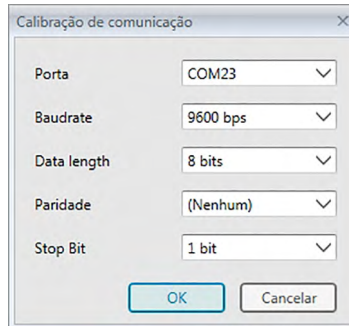 Calibração de comunicação
Porta COM23
Baudrate 9600 bps
Data length 8 bits
Paridade (Nenhum)
Stop Bit 1 bit
OK Cancelar